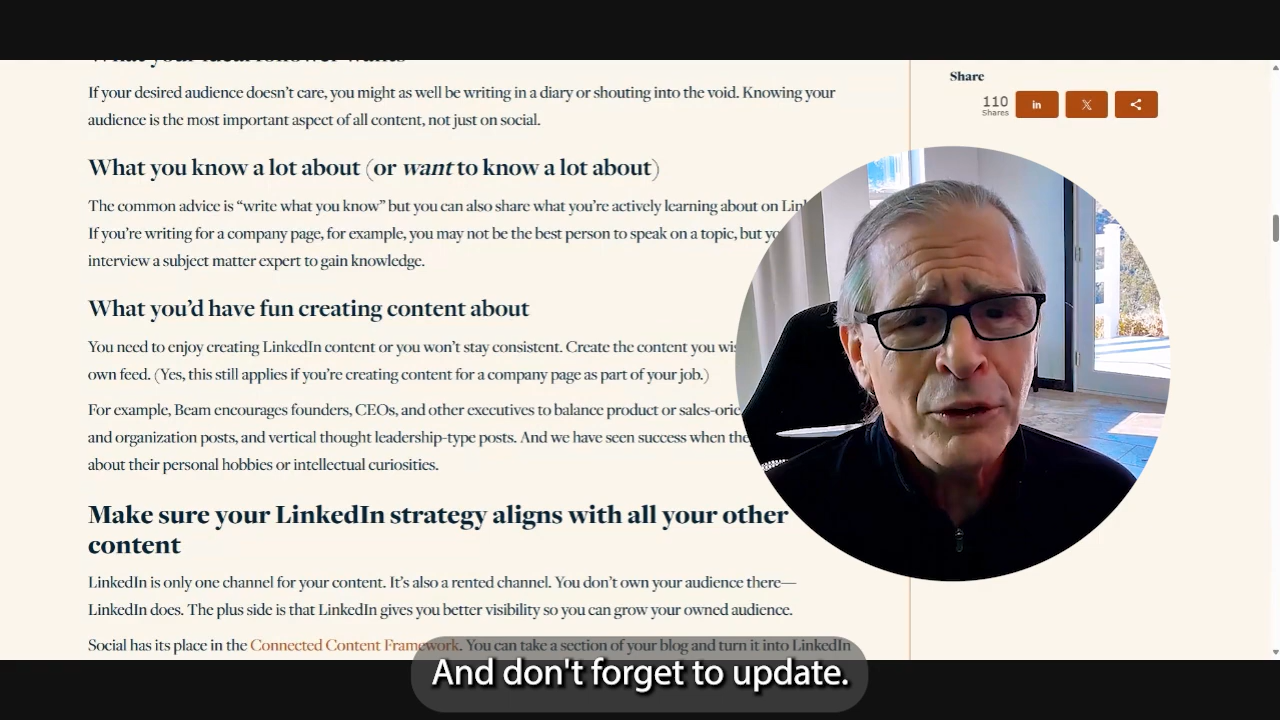 What your ideal follower wants
If your desired audience doesn’t care, you might as well be writing in a diary or shouting into the void. Knowing your
audience is the most important aspect of all content, not just on social.
What you know a lot about (or want to know a lot about)
The common advice is “write what you know” but you can also share what you’re actively learning about on
If you’re writing for a company page, for example, you may not be the best person to speak on a topic, but
interview a subject matter expert to gain knowledge.
What you’d have fun creating content about
You need to enjoy creating LinkedIn content or you won’t stay consistent. Create the content you
own feed. (Yes, this still applies if you’re creating content for a company page as part of your job.)
For example, Beam encourages founders, CEOs, and other executives to balance product or
and organization posts, and vertical thought leadership-type posts. And we have seen success when
about their personal hobbies or intellectual curiosities.
Make sure your LinkedIn strategy aligns with all your other
content
LinkedIn is only one channel for your content. It’s also a rented channel. You don’t own your audience there—
LinkedIn does. The plus side is that LinkedIn gives you better visibility so you can grow your owned audience.
Social has its place in the Connected Content Framework. You can take a section of your blog and turn it into LinkedIn
Share
110
Shares
in
X
And don't forget to update.